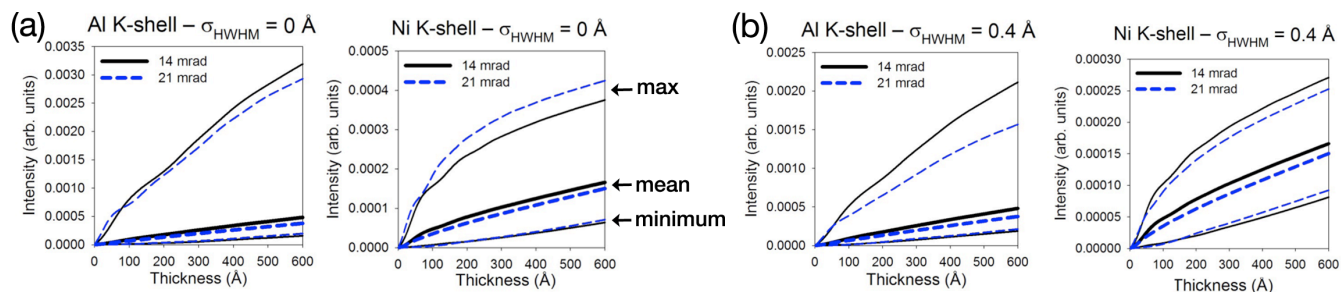 (a)
Al K-shell – σHWHM = 0 Å
Intensity (arb. units)
0.0035
0.0030
0.0025
0.0020
0.0015
0.0010
0.0005
0.0000
14 mrad
21 mrad
0 100 200 300 400 500 600
Thickness (Å)
Ni K-shell – σHWHM = 0 Å
Intensity (arb. units)
0.0005
0.0004
0.0003
0.0002
0.0001
0.0000
14 mrad
21 mrad
0 100 200 300 400 500 600
Thickness (Å)
← max
← mean
← minimum
(b)
Al K-shell – σHWHM = 0.4 Å
Intensity (arb. units)
0.0025
0.0020
0.0015
0.0010
0.0005
0.0000
14 mrad
21 mrad
0 100 200 300 400 500 600
Thickness (Å)
Ni K-shell – σHWHM = 0.4 Å
Intensity (arb. units)
0.00030
0.00025
0.00020
0.00015
0.00010
0.00005
0.00000
14 mrad
21 mrad
0 100 200 300 400 500 600
Thickness (Å)